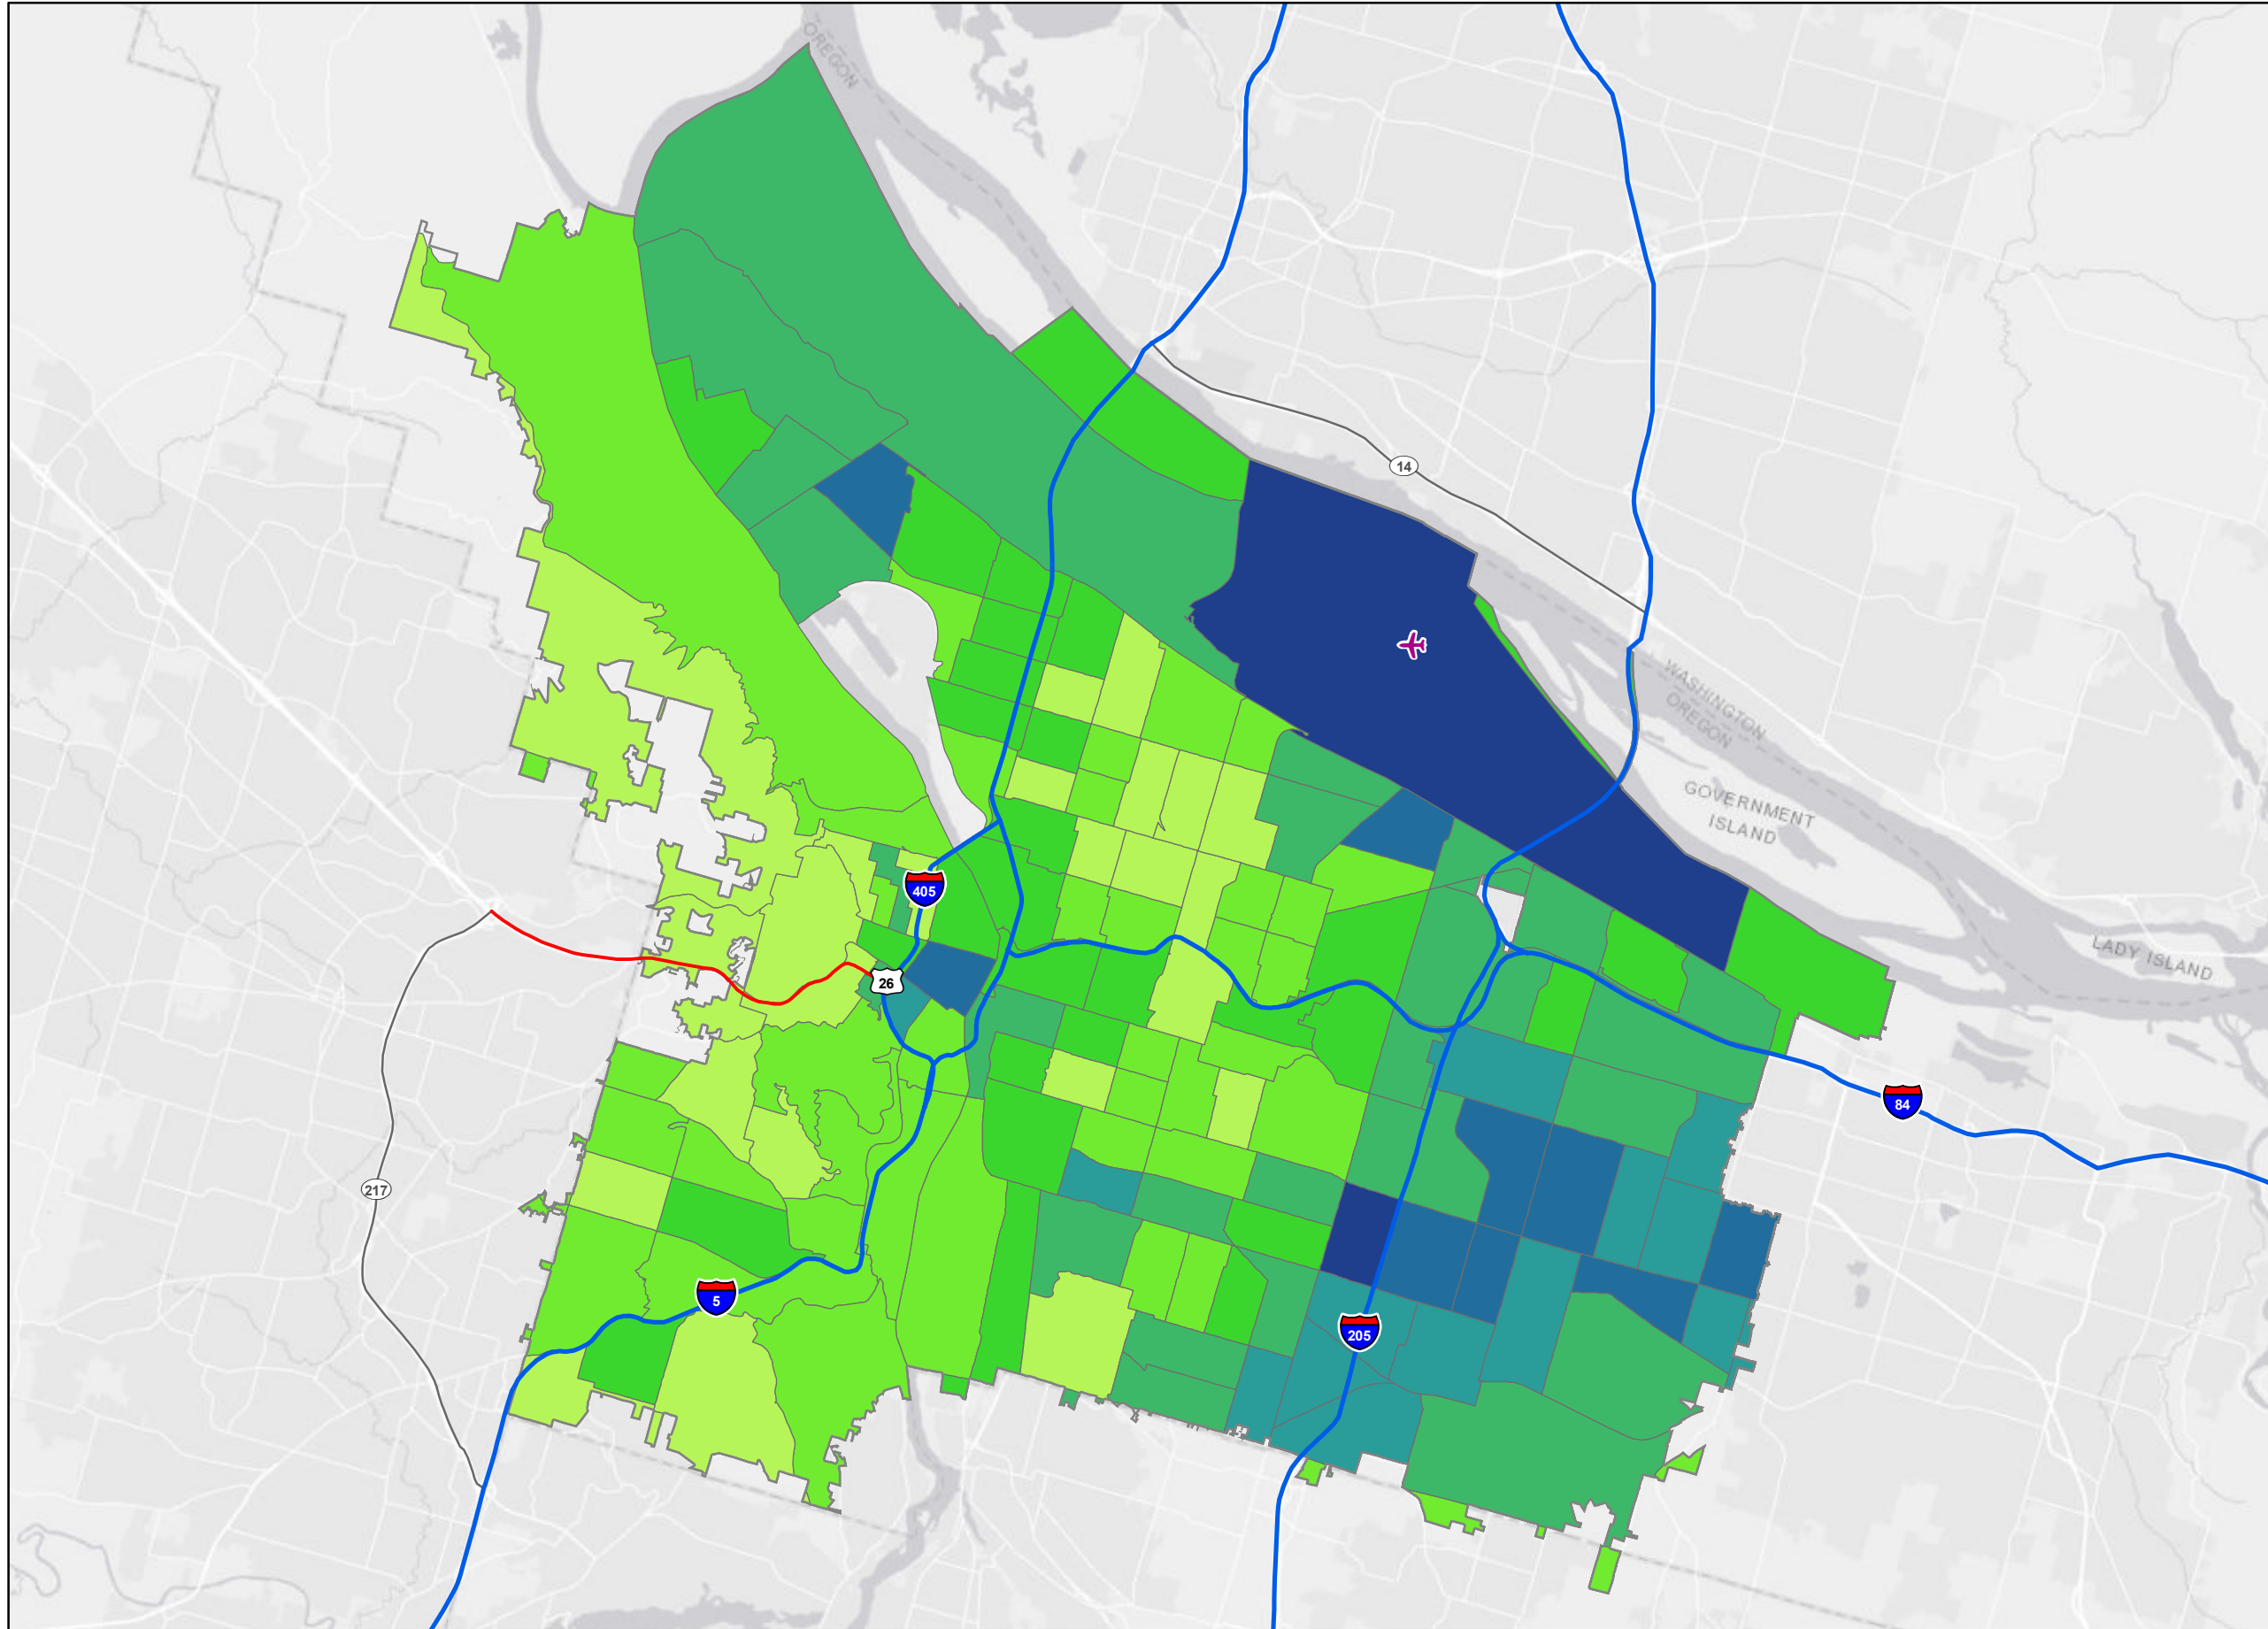 OREGON
14
WASHINGTON
OREGON
GOVERNMENT
ISLAND
405
LADY ISLAND
26
84
217
5
205